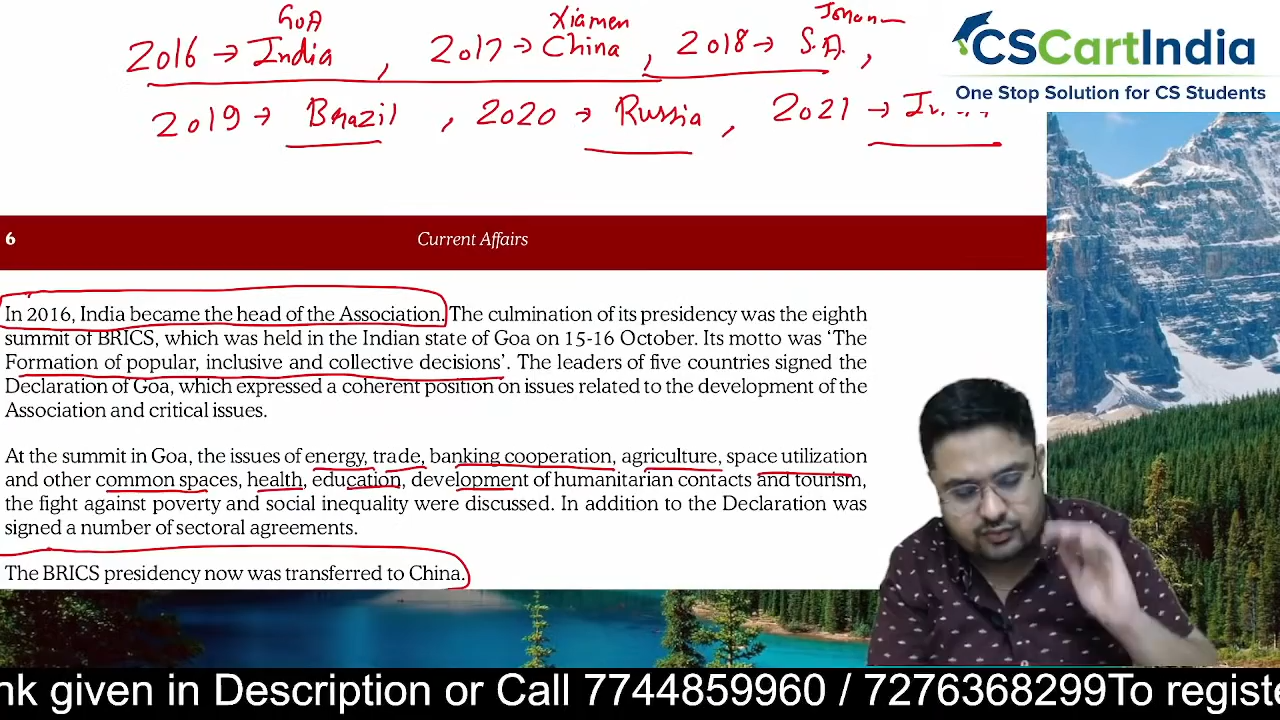 GOA Xiamen
2016 → India , 2017 → China , 2018 → S.A. ,
2019 → Brazil , 2020 → Russia , 2021 →
CSCartIndia
One Stop Solution for CS Students
6 Current Affairs
In 2016, India became the head of the Association. The culmination of its presidency was the eighth
summit of BRICS, which was held in the Indian state of Goa on 15-16 October. Its motto was ‘The
Formation of popular, inclusive and collective decisions’. The leaders of five countries signed the
Declaration of Goa, which expressed a coherent position on issues related to the development of the
Association and critical issues.
At the summit in Goa, the issues of energy, trade, banking cooperation, agriculture, space utilization
and other common spaces, health, education, development of humanitarian contacts and tourism,
the fight against poverty and social inequality were discussed. In addition to the Declaration was
signed a number of sectoral agreements.
The BRICS presidency now was transferred to China.
nk given in Description or Call 7744859960 / 7276368299To registe